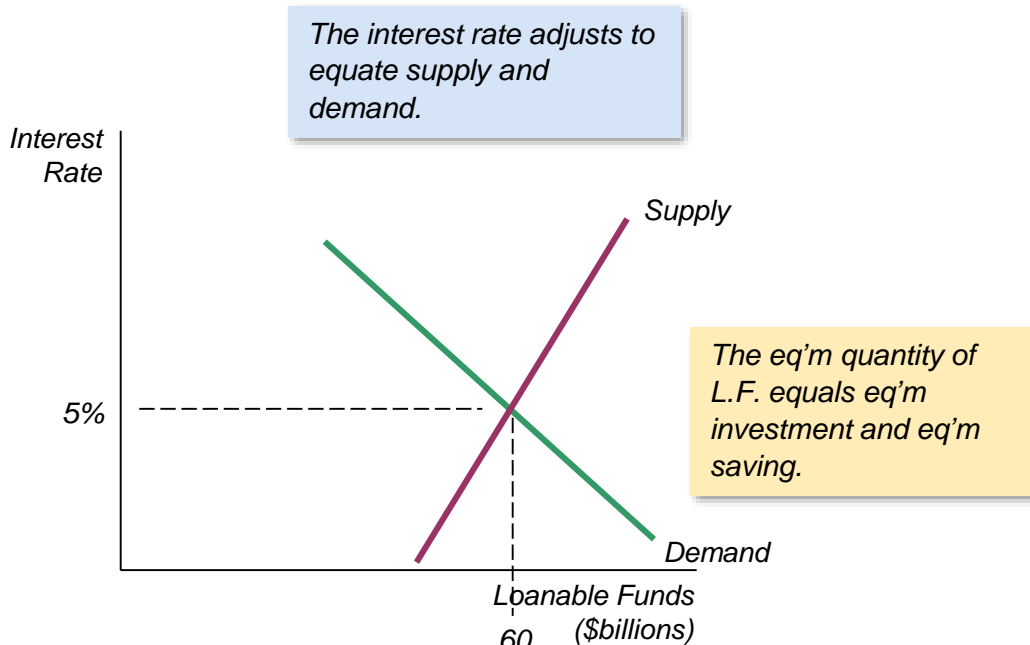 The interest rate adjusts to
equate supply and
demand.
Interest
Rate
Supply
The eq’m quantity of
L.F. equals eq’m
investment and eq’m
saving.
5%
Demand
Loanable Funds
($billions)
60